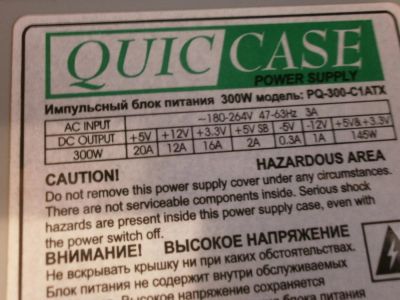 QUIC CASE
POWER SUPPLY
Импульсный блок питания 300W модель: PQ-300-C1ATX
AC INPUT ~180-264V 47-63Hz 3A
DC OUTPUT +5V +12V +3.3V +5V SB -5V -12V +5V&+3.3V
300W 20A 12A 16A 2A 0.3A 1A 145W
HAZARDOUS AREA
CAUTION!
Do not remove this power supply cover under any circumstances.
There are not serviceable components inside. Serious shock
hazards are present inside this power supply case, even with
the power switch off.
ВНИМАНИЕ! ВЫСОКОЕ НАПРЯЖЕНИЕ
Не вскрывать крышку ни при каких обстоятельствах.
Блок питания не содержит внутри обслуживаемых
Высокое напряжение сохраняется